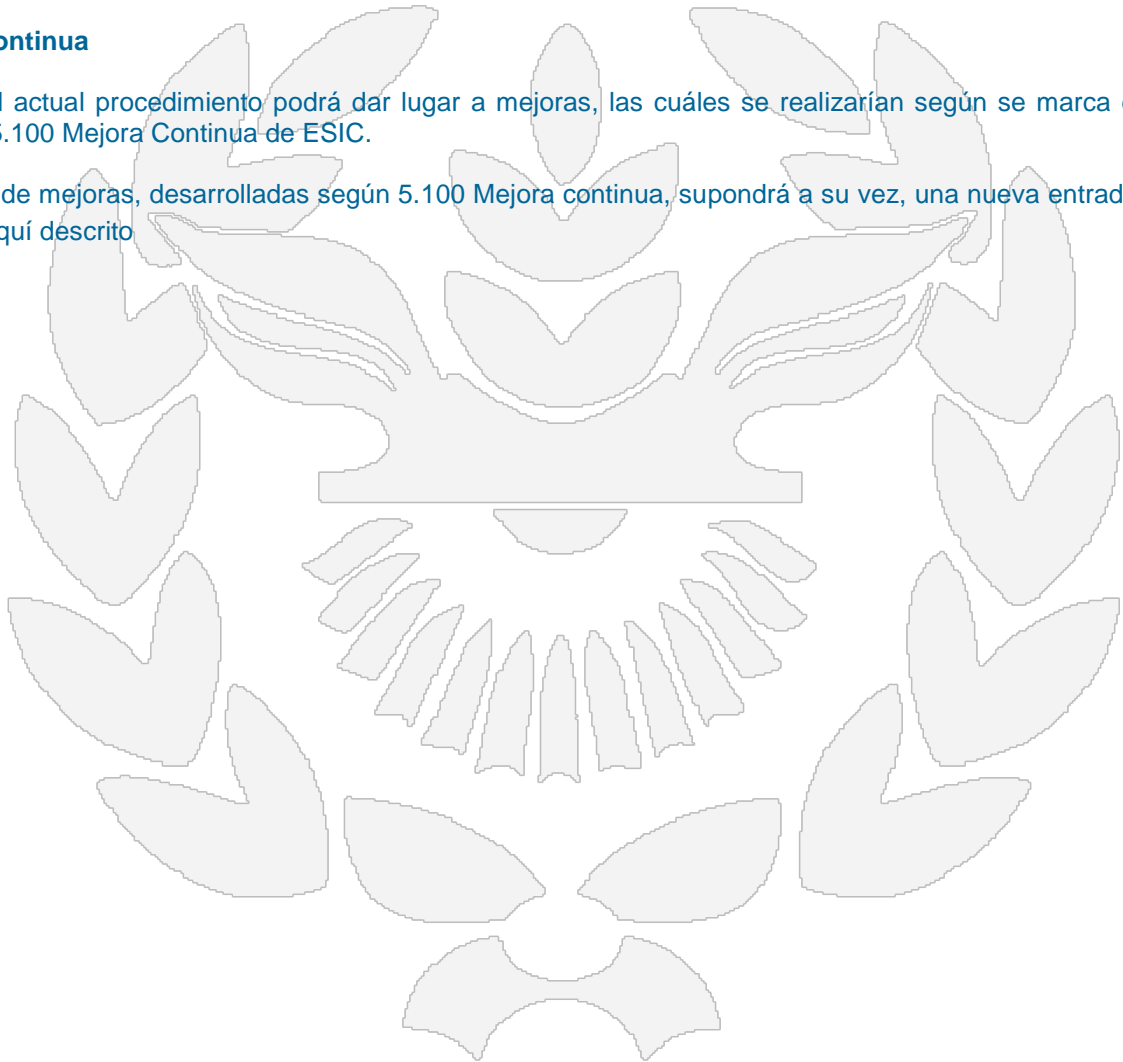 ontinua
actual procedimiento podrá dar lugar a mejoras, las cuáles se realizarían según se marca
5.100 Mejora Continua de ESIC.
de mejoras, desarrolladas según 5.100 Mejora continua, supondrá a su vez, una nueva entrad
quí descrito